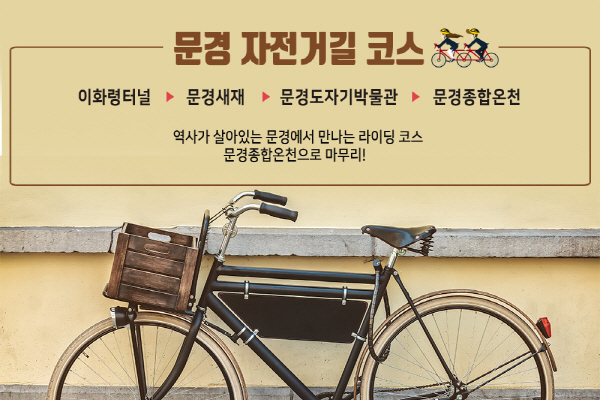 문경 자전거길 코스
이화령터널 ▶ 문경새재 ▶ 문경도자기박물관 ▶ 문경종합온천
역사가 살아있는 문경에서 만나는 라이딩 코스
문경종합온천으로 마무리!